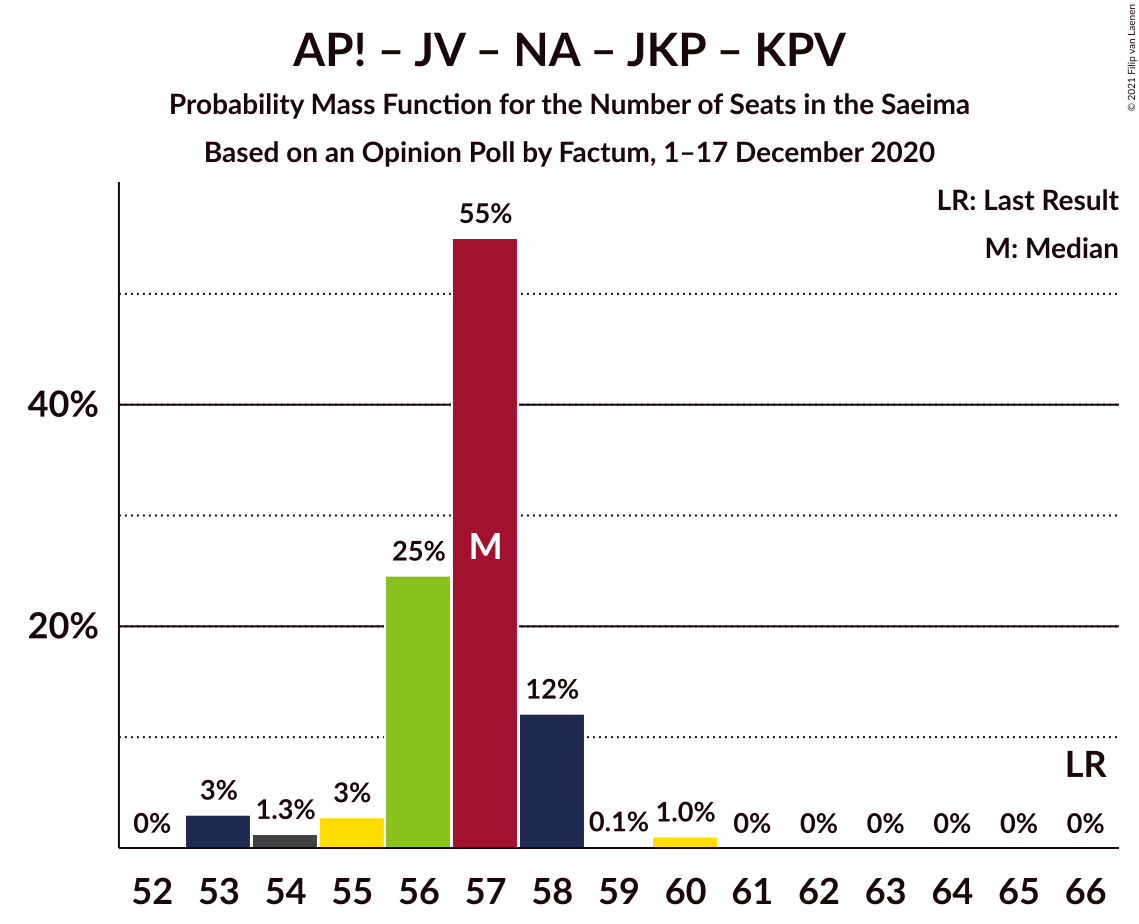 AP! – JV – NA – JKP – KPV
Probability Mass Function for the Number of Seats in the Saeima
Based on an Opinion Poll by Factum, 1–17 December 2020
© 2021 Filip van Laenen
LR: Last Result
M: Median
55%
40%
25%
M
20%
12%
LR
0%
3%
1.3%
3%
0.1%
1.0%
0%
0%
0%
0%
0%
0%
52 53 54 55 56 57 58 59 60 61 62 63 64 65 66